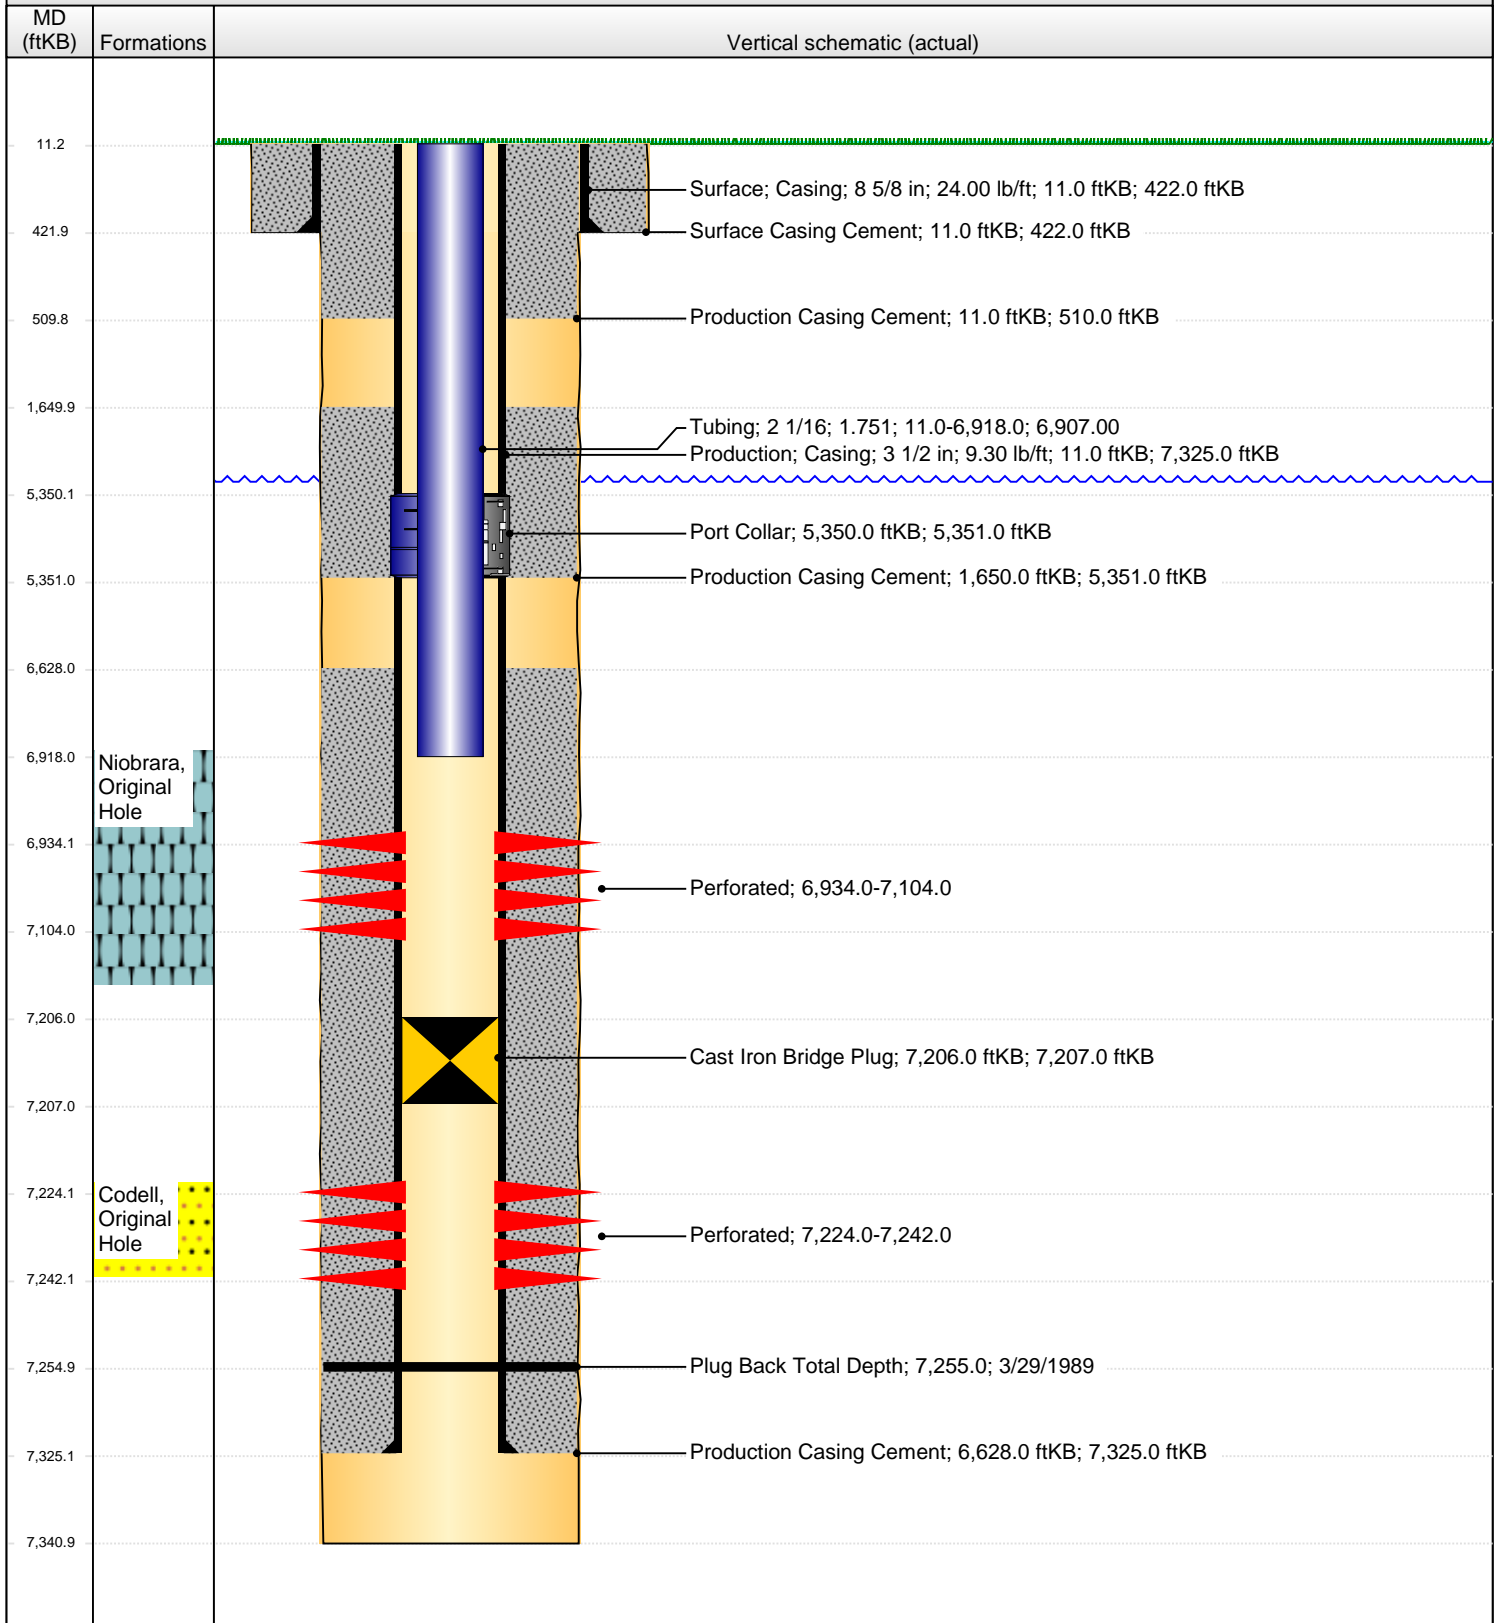 MD
(ftKB)
Formations
Vertical schematic (actual)
11.2
Surface; Casing; 8 5/8 in; 24.00 lb/ft; 11.0 ftKB; 422.0 ftKB
421.9
Surface Casing Cement; 11.0 ftKB; 422.0 ftKB
509.8
Production Casing Cement; 11.0 ftKB; 510.0 ftKB
1,649.9
Tubing; 2 1/16; 1.751; 11.0-6,918.0; 6,907.00
Production; Casing; 3 1/2 in; 9.30 lb/ft; 11.0 ftKB; 7,325.0 ftKB
5,350.1
Port Collar; 5,350.0 ftKB; 5,351.0 ftKB
5,351.0
Production Casing Cement; 1,650.0 ftKB; 5,351.0 ftKB
6,628.0
6,918.0
Niobrara,
Original
Hole
6,934.1
Perforated; 6,934.0-7,104.0
7,104.0
7,206.0
Cast Iron Bridge Plug; 7,206.0 ftKB; 7,207.0 ftKB
7,207.0
7,224.1
Codell,
Original
Hole
Perforated; 7,224.0-7,242.0
7,242.1
7,254.9
Plug Back Total Depth; 7,255.0; 3/29/1989
7,325.1
Production Casing Cement; 6,628.0 ftKB; 7,325.0 ftKB
7,340.9